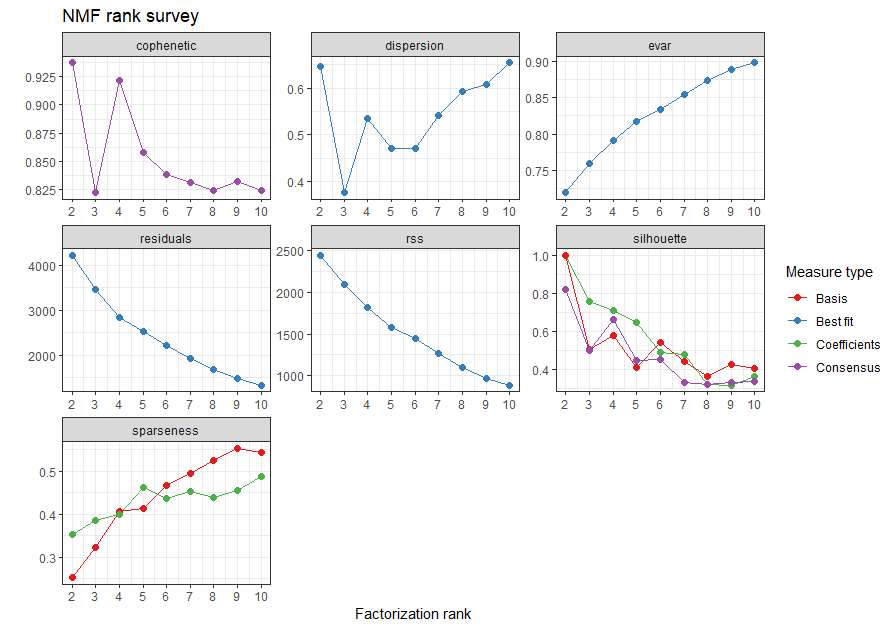 NMF rank survey
cophenetic
dispersion
evar
0.925
0.900
0.875
0.850
0.825
0.6
0.5
0.4
0.90
0.85
0.80
0.75
2 3 4 5 6 7 8 9 10
2 3 4 5 6 7 8 9 10
2 3 4 5 6 7 8 9 10
residuals
rss
silhouette
4000
3000
2000
2500
2000
1500
1000
1.0
0.8
0.6
0.4
2 3 4 5 6 7 8 9 10
2 3 4 5 6 7 8 9 10
2 3 4 5 6 7 8 9 10
Measure type
Basis
Best fit
Coefficients
Consensus
sparseness
0.5
0.4
0.3
2 3 4 5 6 7 8 9 10
Factorization rank